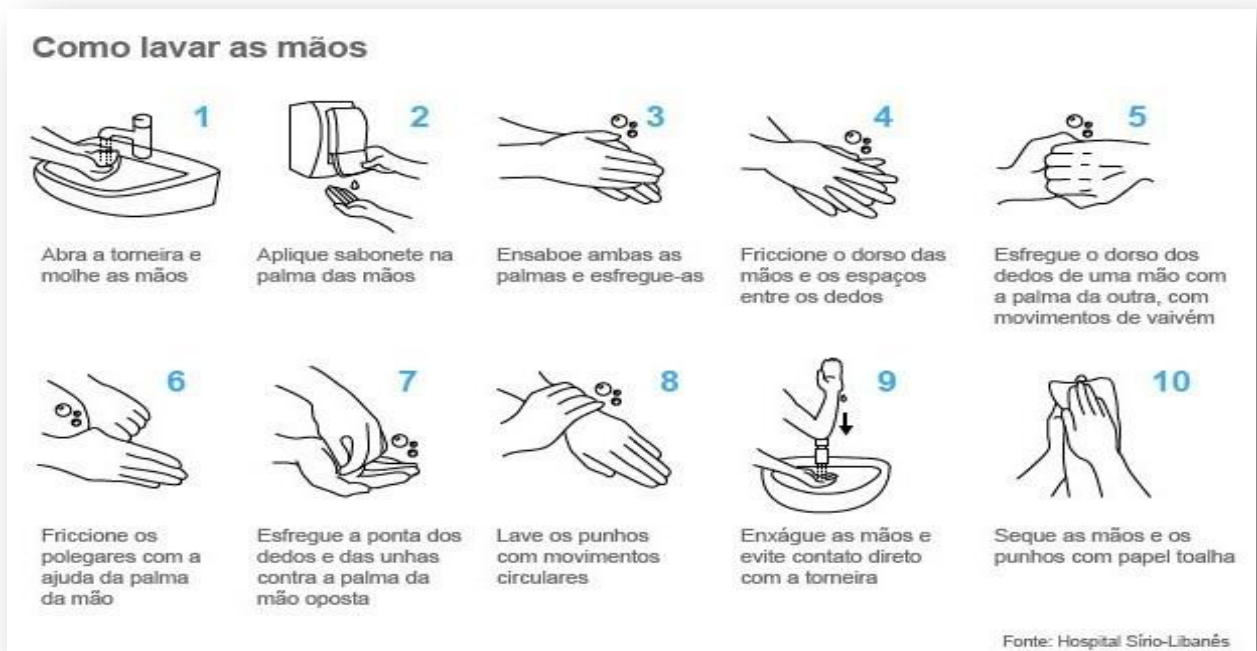 Como lavar as mãos
1
Abra a torneira e
molhe as mãos
2
Aplique sabonete na
palma das mãos
3
Ensaboe ambas as
palmas e esfregue-as
4
Friccione o dorso das
mãos e os espaços
entre os dedos
5
Esfregue o dorso dos
dedos de uma mão com
a palma da outra, com
movimentos de vaivém
6
Friccione os
polegares com a
ajuda da palma
da mão
7
Esfregue a ponta dos
dedos e das unhas
contra a palma da
mão oposta
8
Lave os punhos
com movimentos
circulares
9
Enxágue as mãos e
evite contato direto
com a torneira
10
Seque as mãos e os
punhos com papel toalha
Fonte: Hospital Sírio-Libanês